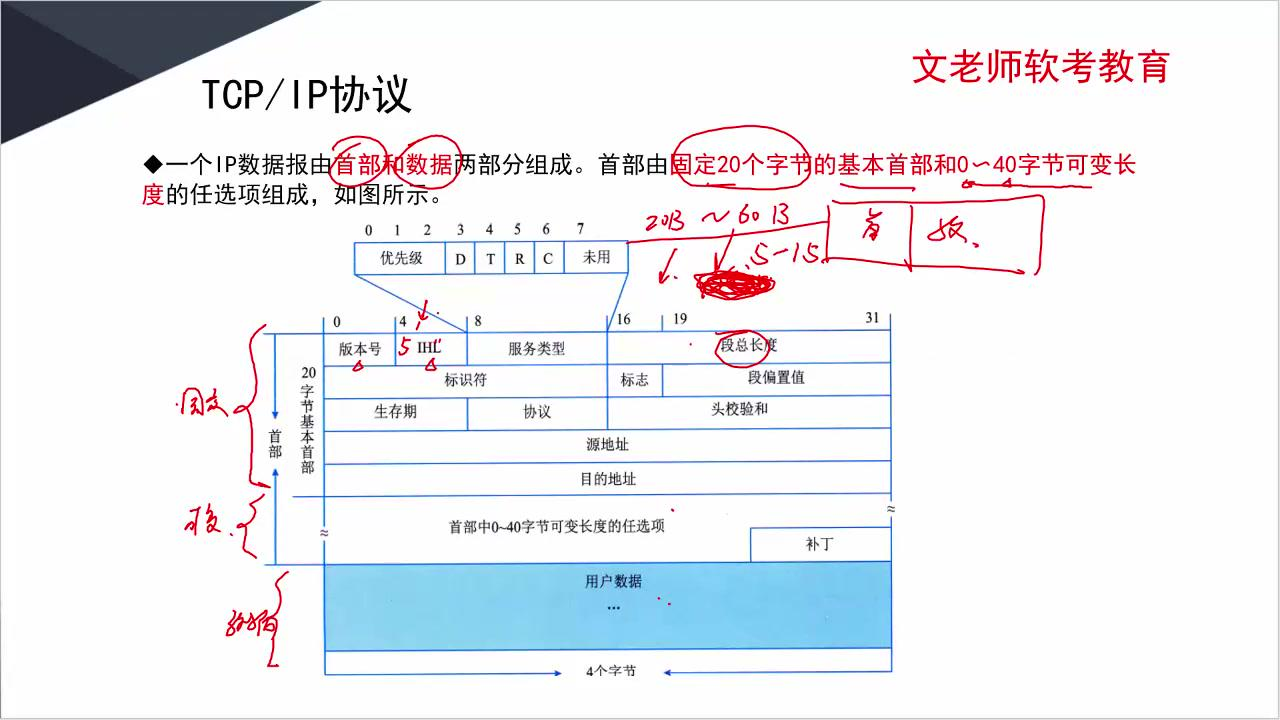 文老师软考教育
TCP/IP协议
◆一个IP数据报由首部和数据两部分组成。首部由固定20个字节的基本首部和0~40字节可变长
度的任选项组成，如图所示。
20B ~ 60B
首
5-15
0 1 2 3 4 5 6 7
优先级 D T R C 未用
0 4 8 16 19 31
版本号 5 IHL 服务类型 段总长度
标识符 标志 段偏置值
生存期 协议 头校验和
源地址
目的地址
20字节基本首部
首部
固定
首部中0~40字节可变长度的任选项
补丁
用户数据
...
数据
4个字节